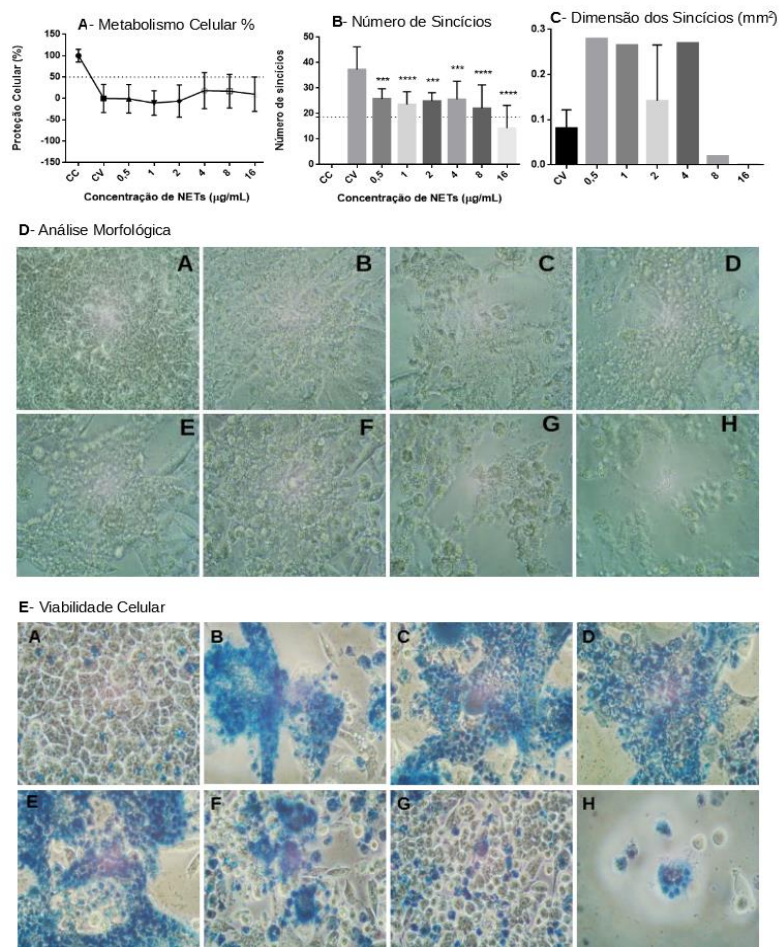 A- Metabolismo Celular %
Proteção Celular (%)
150
100
50
0
-50
-100
-150
CC
CV
0,5
1
2
4
8
16
Concentração de NETs (µg/mL)
B- Número de Sincícios
Número de sincícios
50
40
30
20
10
0
***
****
***
***
****
****
CC
CV
0,5
1
2
4
8
16
Concentração de NETs (µg/mL)
C- Dimensão dos Sincícios (mm²)
0.3
0.2
0.1
0.0
CV
0,5
1
2
4
8
16
D- Análise Morfológica
A
B
C
D
E
F
G
H
E- Viabilidade Celular
A
B
C
D
E
F
G
H